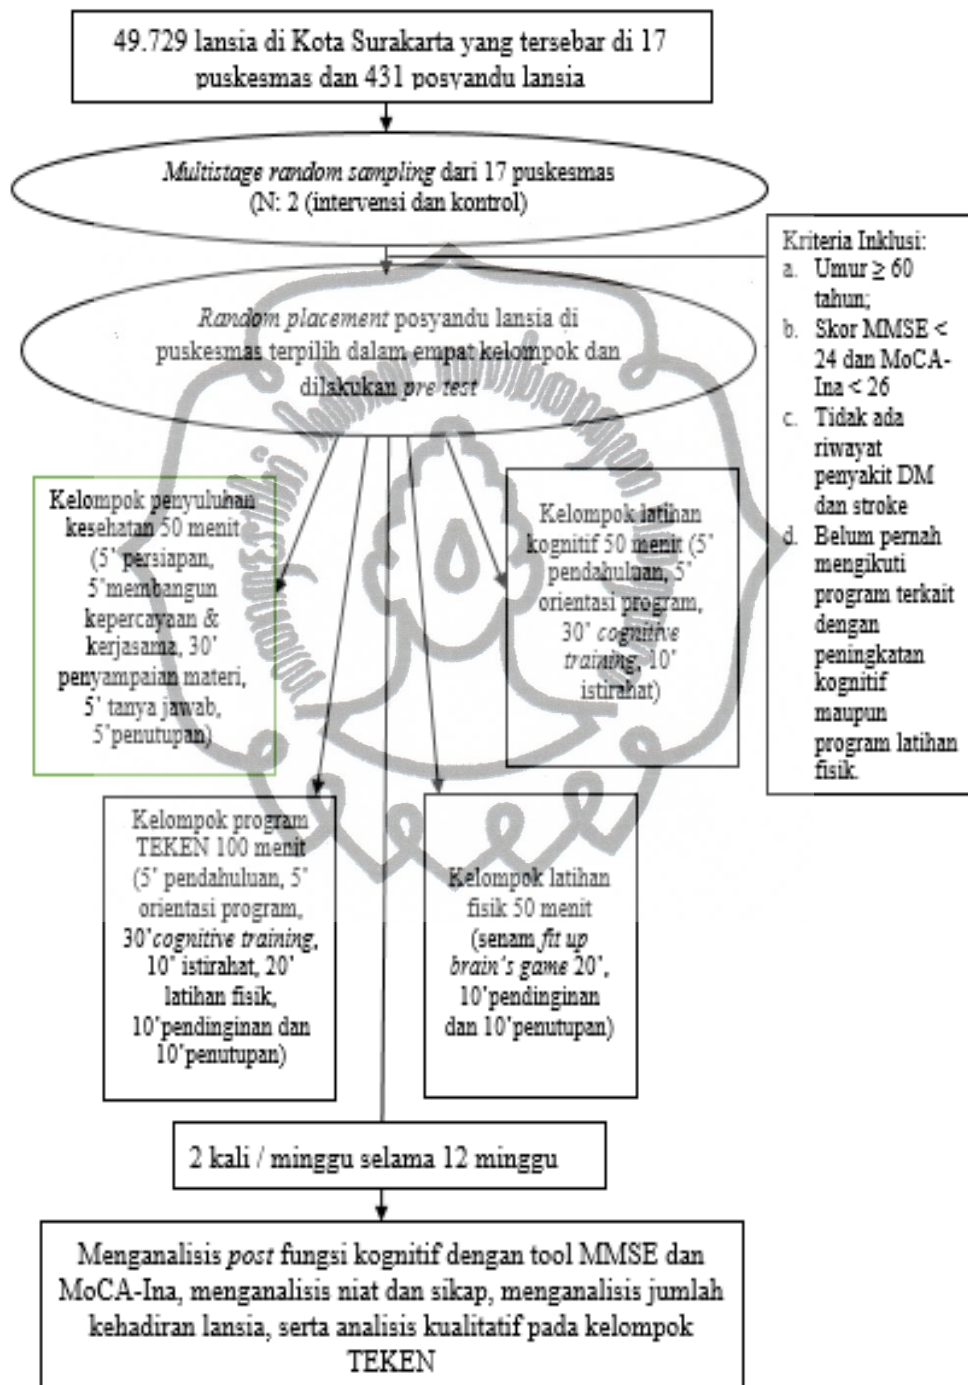 49.729 lansia di Kota Surakarta yang tersebar di 17
puskesmas dan 431 posyandu lansia
Multistage random sampling dari 17 puskesmas
(N: 2 (intervensi dan kontrol)
Kriteria Inklusi:
a. Umur ≥ 60
tahun;
b. Skor MMSE <
24 dan MoCA-
Ina < 26
c. Tidak ada
riwayat
penyakit DM
dan stroke
d. Belum pernah
mengikuti
program terkait
dengan
peningkatan
kognitif
maupun
program latihan
fisik.
Random placement posyandu lansia di
puskesmas terpilih dalam empat kelompok dan
dilakukan pre test
Kelompok penyuluhan
kesehatan 50 menit
(5' persiapan,
5'membangun
kepercayaan &
kerjasama, 30'
penyampaian materi,
5' tanya jawab,
5'penutupan)
Kelompok latihan
kognitif 50 menit (5'
pendahuluan, 5'
orientasi program,
30' cognitive
training, 10'
istirahat)
Kelompok program
TEKEN 100 menit
(5' pendahuluan, 5'
orientasi program,
30'cognitive training,
10' istirahat, 20'
latihan fisik,
10'pendinginan dan
10'penutupan)
Kelompok latihan
fisik 50 menit
(senam fit up
brain's game 20',
10'pendinginan
dan 10'penutupan)
2 kali / minggu selama 12 minggu
Menganalisis post fungsi kognitif dengan tool MMSE dan
MoCA-Ina, menganalisis niat dan sikap, menganalisis jumlah
kehadiran lansia, serta analisis kualitatif pada kelompok
TEKEN